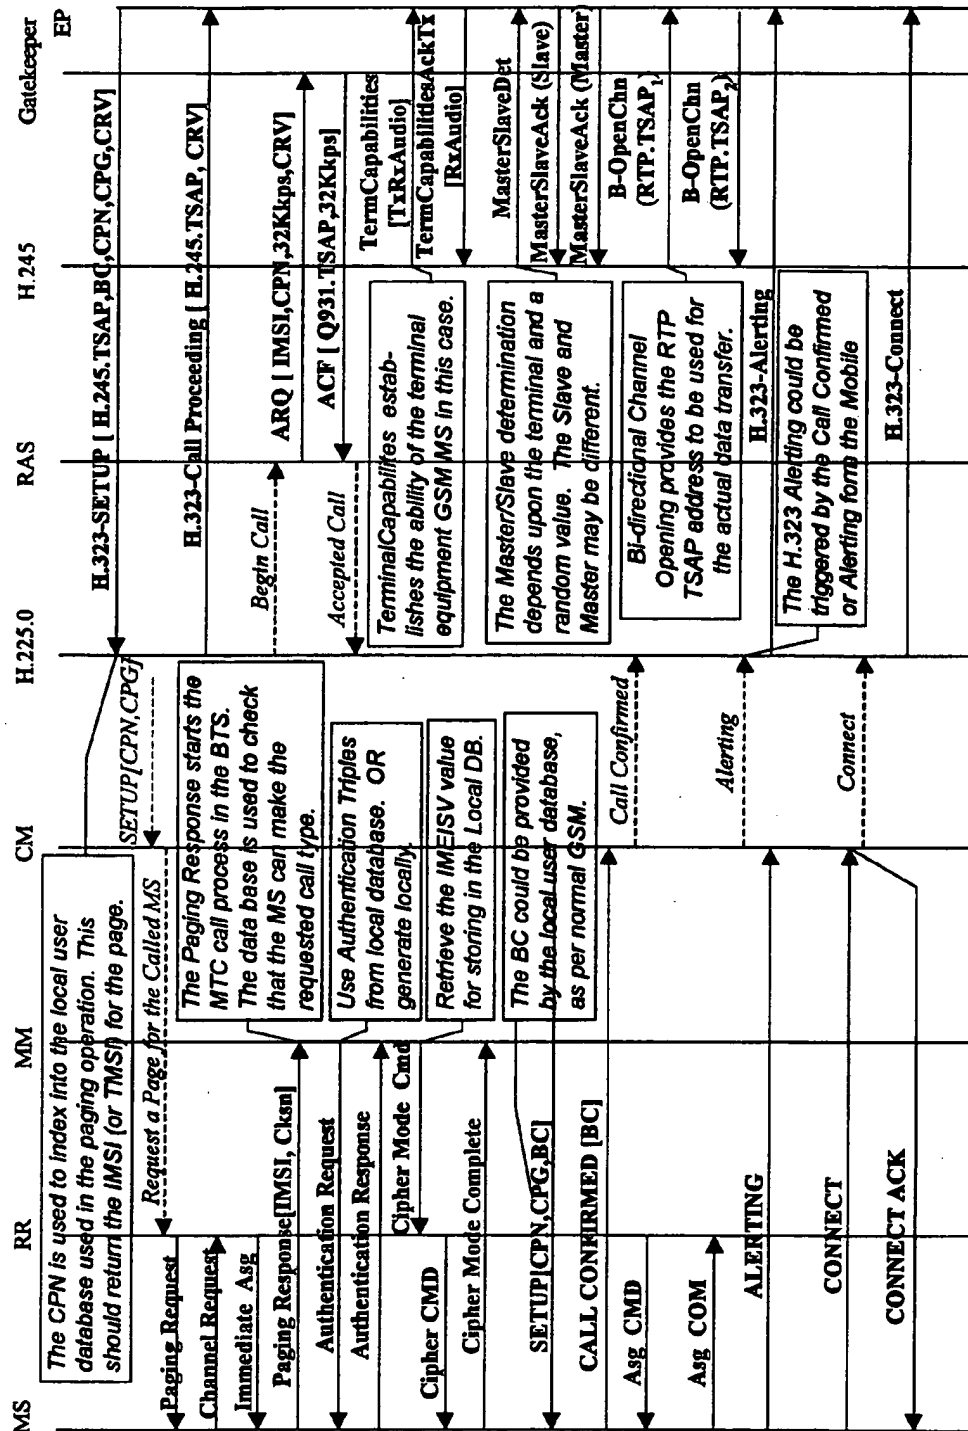 MS
RR
MM
CM
H.225.0
RAS
H.245
Gatekeeper
EP
The CPN is used to index into the local user
database used in the paging operation. This
should return the IMSI (or TMSI) for the page.
H.323-SETUP [ H.245.TSAP,BC,CPN,CPG,CRV]
SETUP[CPN,CPG]
Request a Page for the Called MS
Paging Request
H.323-Call Proceeding [ H.245.TSAP, CRV]
Channel Request
Immediate Asg
The Paging Response starts the
MTC call process in the BTS.
The data base is used to check
that the MS can make the
requested call type.
Begin Call
ARQ [ IMSI,CPN,32Kkps,CRV]
Paging Response[IMSI, Cksn]
Accepted Call
ACF [ Q931.TSAP,32Kkps]
Authentication Request
Use Authentication Triples
from local database. OR
generate locally.
Authentication Response
TermCapabilities
[TxRxAudio]
TerminalCapabilites estab-
lishes the ability of the terminal
equipment GSM MS in this case.
Cipher Mode Cmd
Retrieve the IMEISV value
for storing in the Local DB.
Cipher CMD
TermCapabilitiesAckTx
[RxAudio]
Cipher Mode Complete
MasterSlaveDet
The Master/Slave determination
depends upon the terminal and a
random value. The Slave and
Master may be different.
The BC could be provided
by the local user database,
as per normal GSM.
SETUP[CPN,CPG,BC]
MasterSlaveAck (Slave)
MasterSlaveAck (Master)
CALL CONFIRMED [BC]
Call Confirmed
Asg CMD
B-OpenChn
(RTP.TSAP1)
Bi-directional Channel
Opening provides the RTP
TSAP address to be used for
the actual data transfer.
Asg COM
B-OpenChn
(RTP.TSAP2)
ALERTING
Alerting
H.323-Alerting
The H.323 Alerting could be
triggered by the Call Confirmed
or Alerting form the Mobile
CONNECT
Connect
H.323-Connect
CONNECT ACK